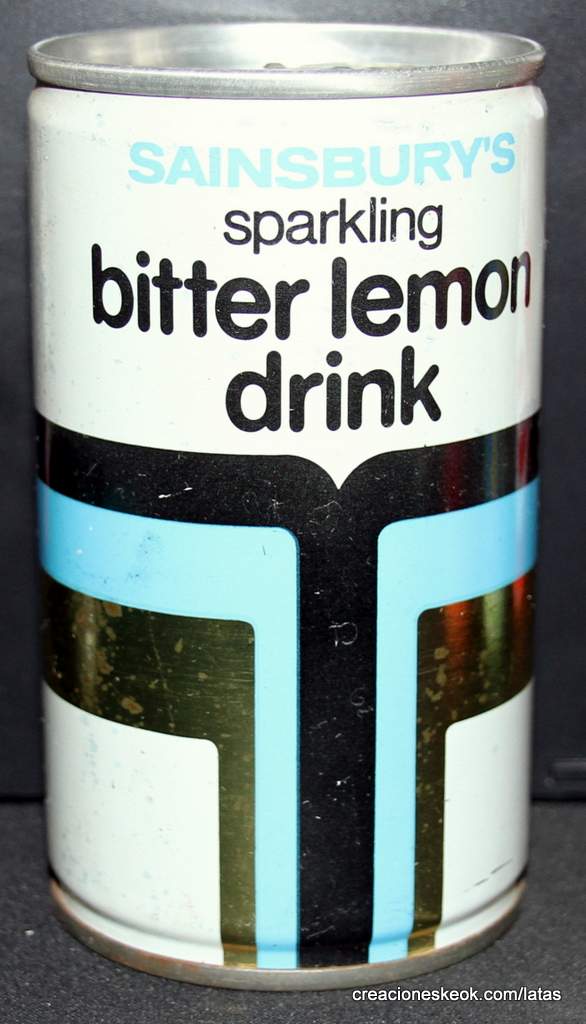 SAINSBURY'S
sparkling
bitter lemon
drink
creacioneskeok.com/latas